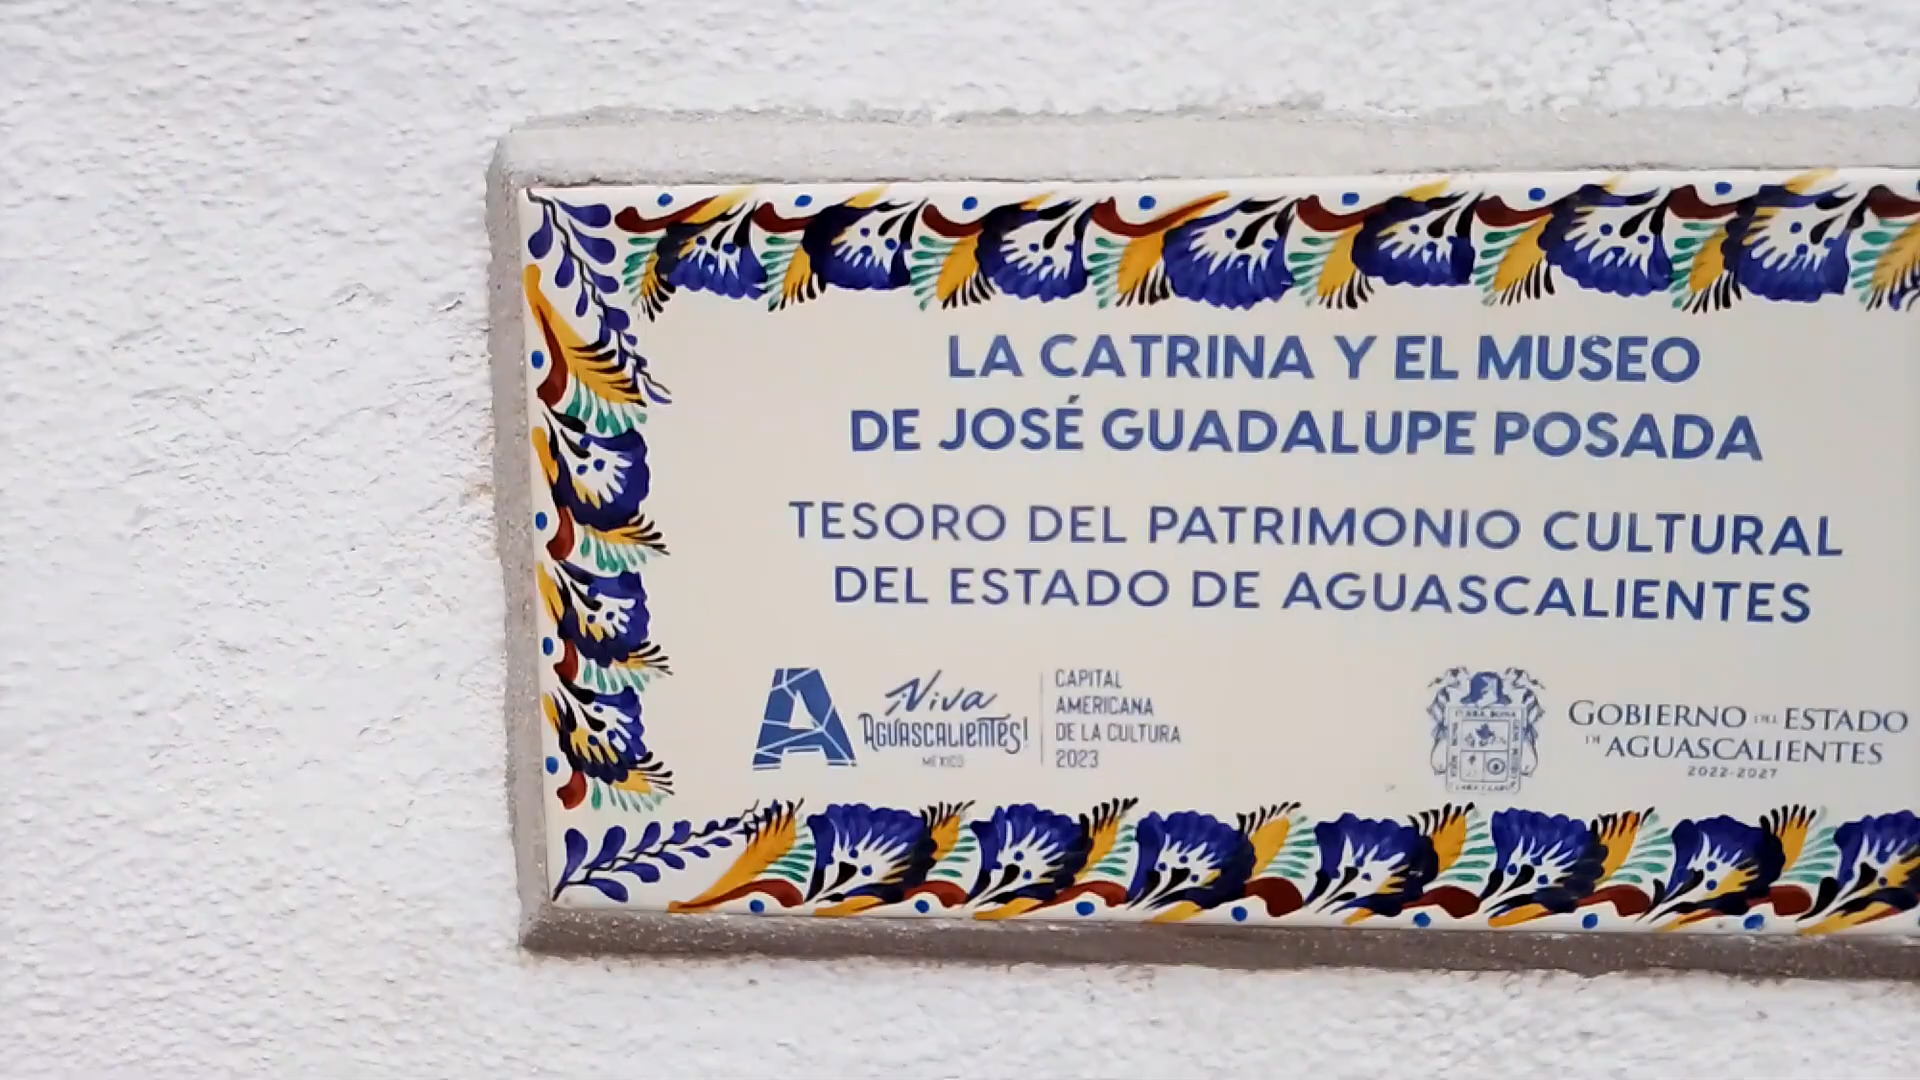 LA CATRINA Y EL MUSEO
DE JOSÉ GUADALUPE POSADA
TESORO DEL PATRIMONIO CULTURAL
DEL ESTADO DE AGUASCALIENTES
A
¡Viva
AGUASCALIENTES!
MÉXICO
CAPITAL
AMERICANA
DE LA CULTURA
2023
GOBIERNO DEL ESTADO
DE AGUASCALIENTES
2022-2027